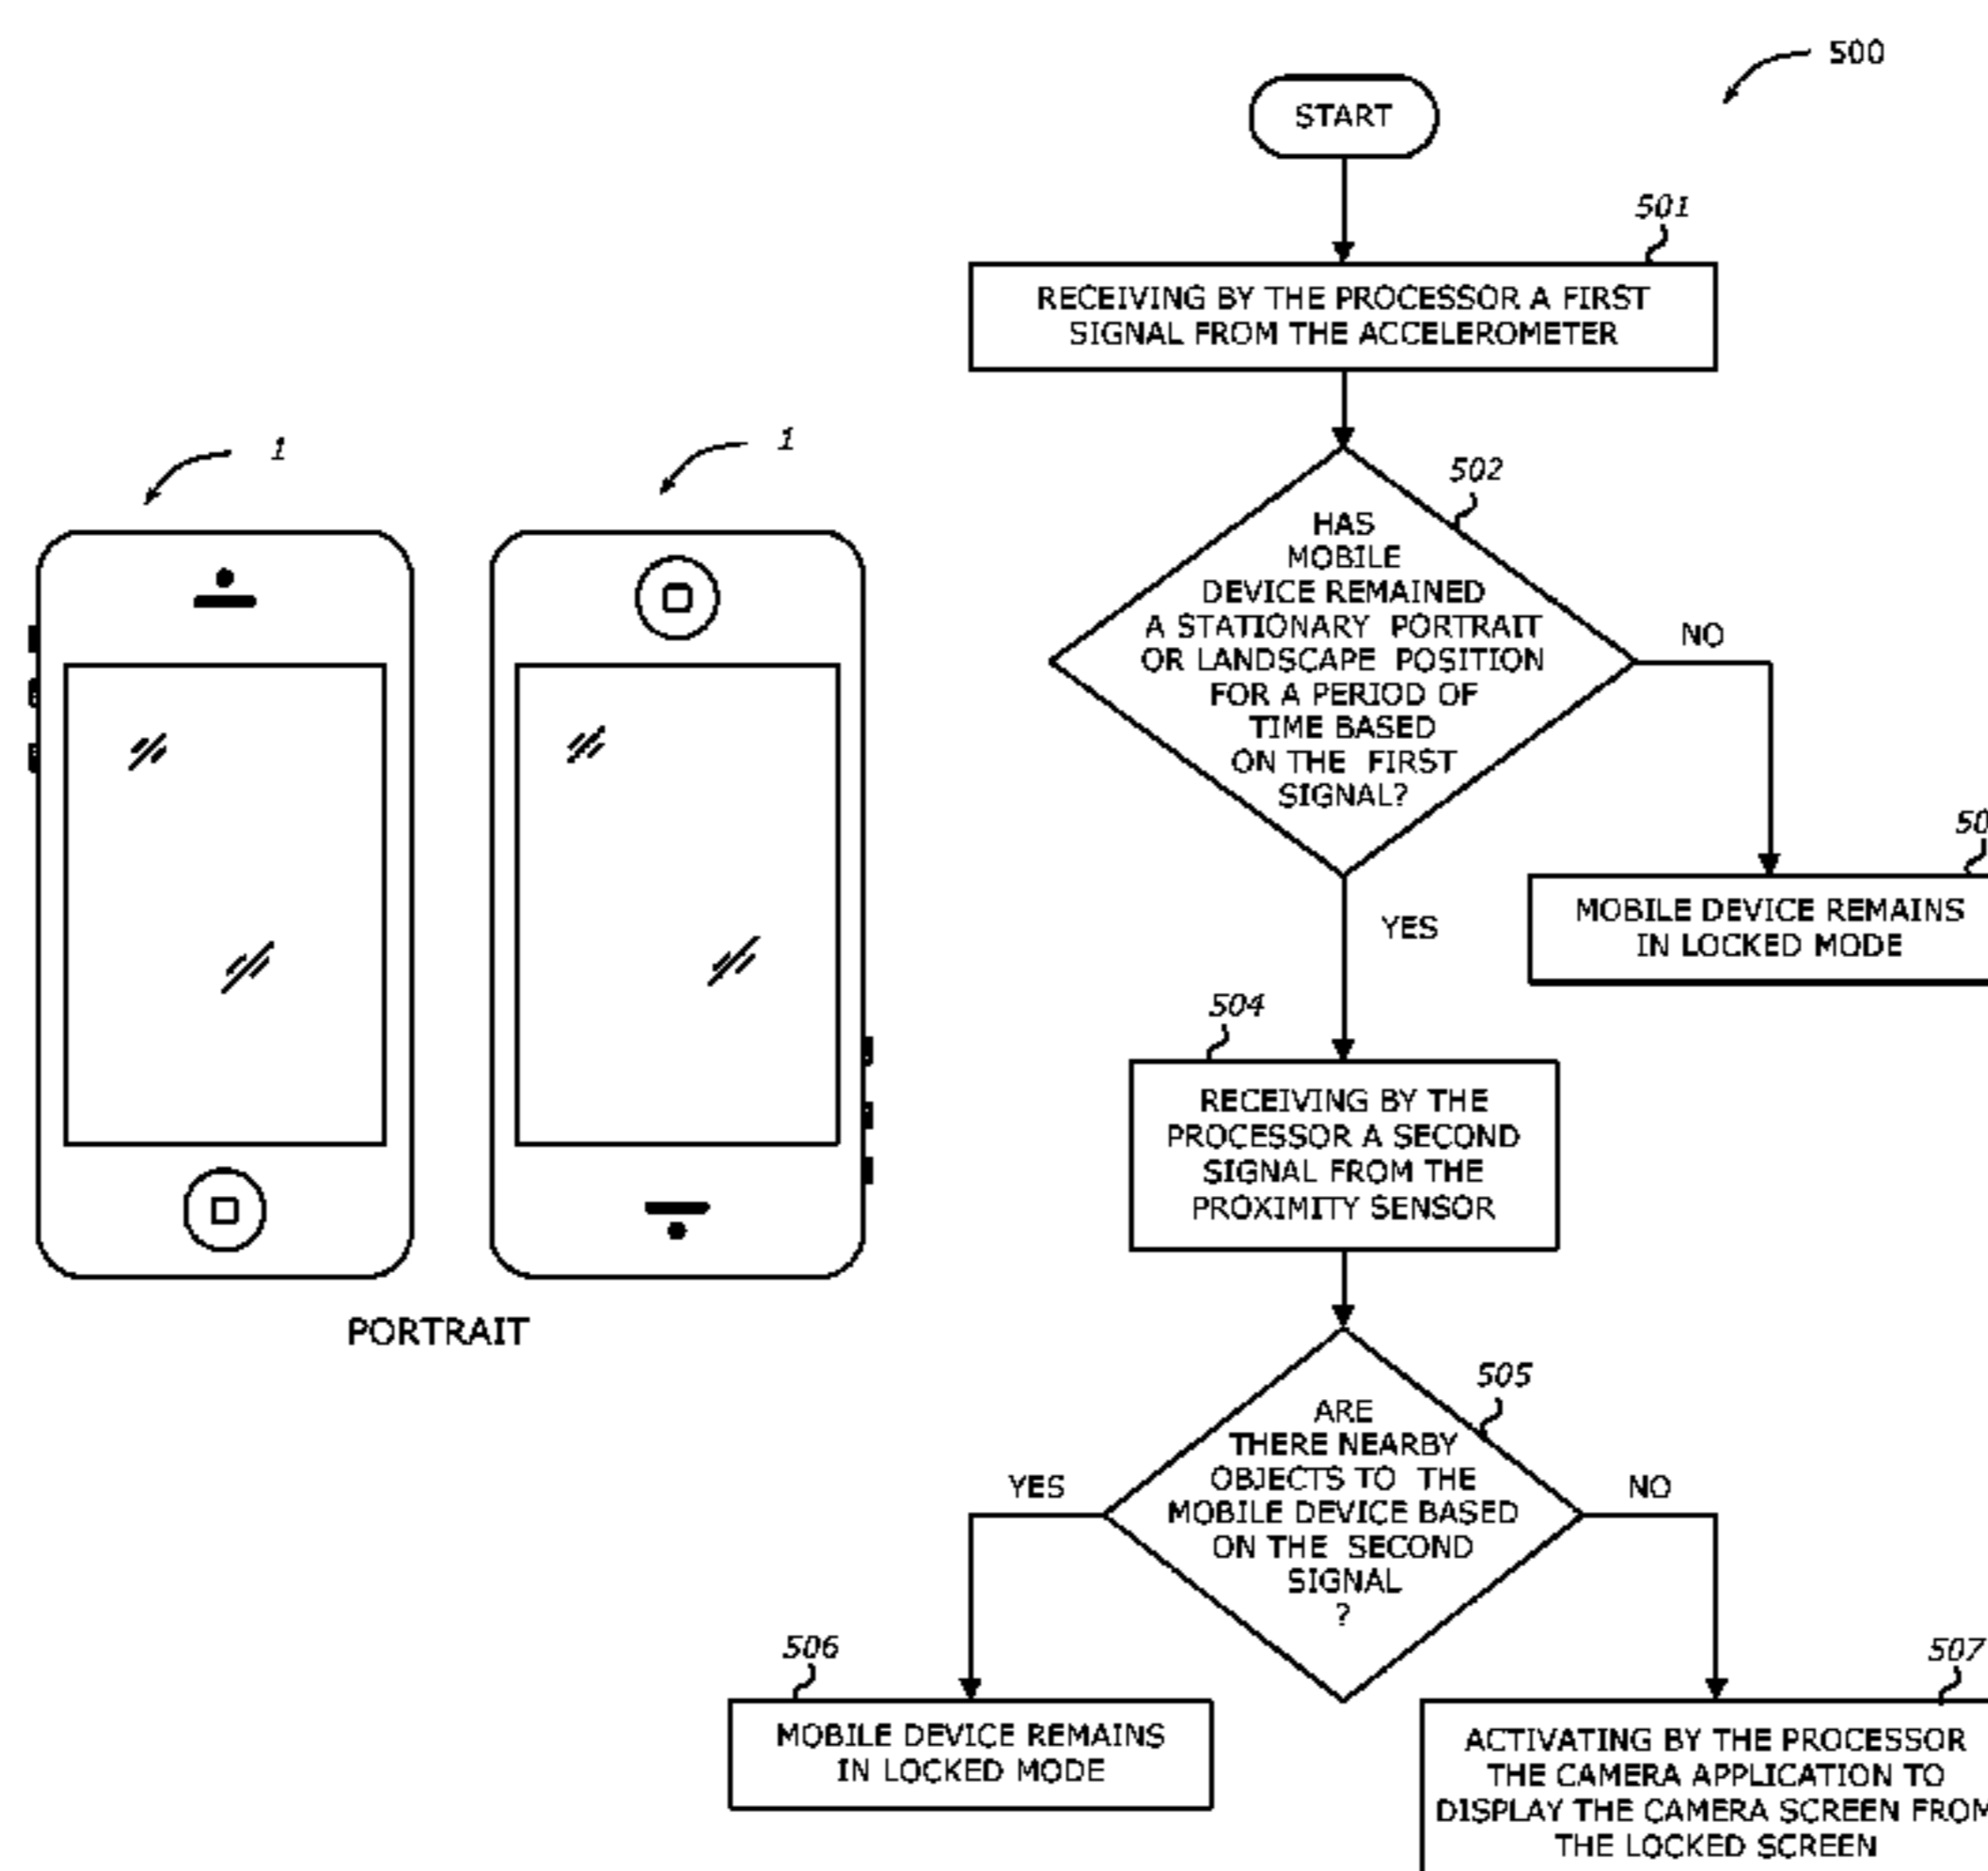 500
START
501
RECEIVING BY THE PROCESSOR A FIRST
SIGNAL FROM THE ACCELEROMETER
1
1
502
HAS
MOBILE
DEVICE REMAINED
A STATIONARY PORTRAIT
OR LANDSCAPE POSITION
FOR A PERIOD OF
TIME BASED
ON THE FIRST
SIGNAL?
NO
50
MOBILE DEVICE REMAINS
IN LOCKED MODE
YES
504
RECEIVING BY THE
PROCESSOR A SECOND
SIGNAL FROM THE
PROXIMITY SENSOR
PORTRAIT
505
ARE
THERE NEARBY
OBJECTS TO THE
MOBILE DEVICE BASED
ON THE SECOND
SIGNAL
?
YES
NO
506
MOBILE DEVICE REMAINS
IN LOCKED MODE
507
ACTIVATING BY THE PROCESSOR
THE CAMERA APPLICATION TO
DISPLAY THE CAMERA SCREEN FROM
THE LOCKED SCREEN